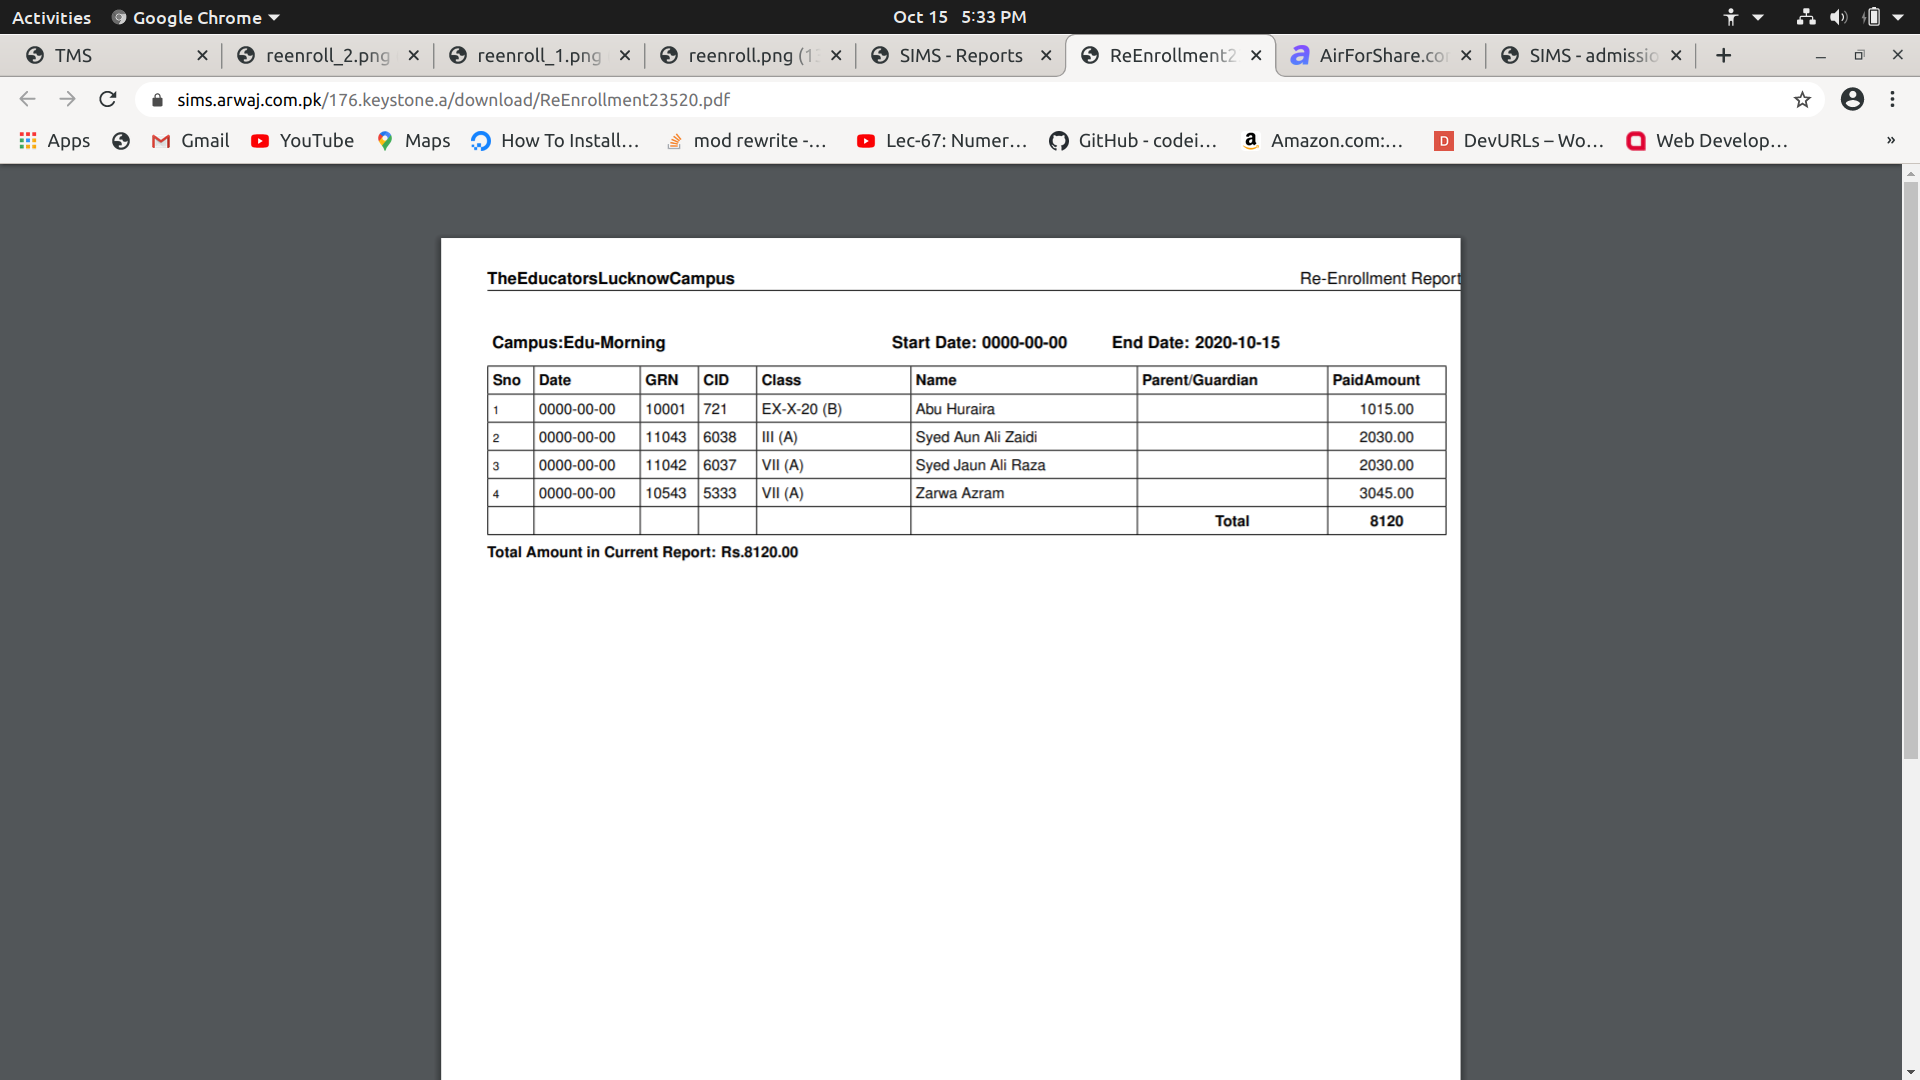 Activities Google Chrome Oct 15 5:33 PM
TMS reenroll_2.png reenroll_1.png reenroll.png (1 SIMS - Reports ReEnrollment2 AirForShare.co SIMS - admissio
sims.arwaj.com.pk/176.keystone.a/download/ReEnrollment23520.pdf
Apps Gmail YouTube Maps How To Install... mod rewrite -... Lec-67: Numer... GitHub - codei... Amazon.com:... DevURLs – Wo... Web Develop... »
TheEducatorsLucknowCampus Re-Enrollment Report
Campus:Edu-Morning Start Date: 0000-00-00 End Date: 2020-10-15
Sno Date GRN CID Class Name Parent/Guardian PaidAmount
1 0000-00-00 10001 721 EX-X-20 (B) Abu Huraira 1015.00
2 0000-00-00 11043 6038 III (A) Syed Aun Ali Zaidi 2030.00
3 0000-00-00 11042 6037 VII (A) Syed Jaun Ali Raza 2030.00
4 0000-00-00 10543 5333 VII (A) Zarwa Azram 3045.00
Total 8120
Total Amount in Current Report: Rs.8120.00